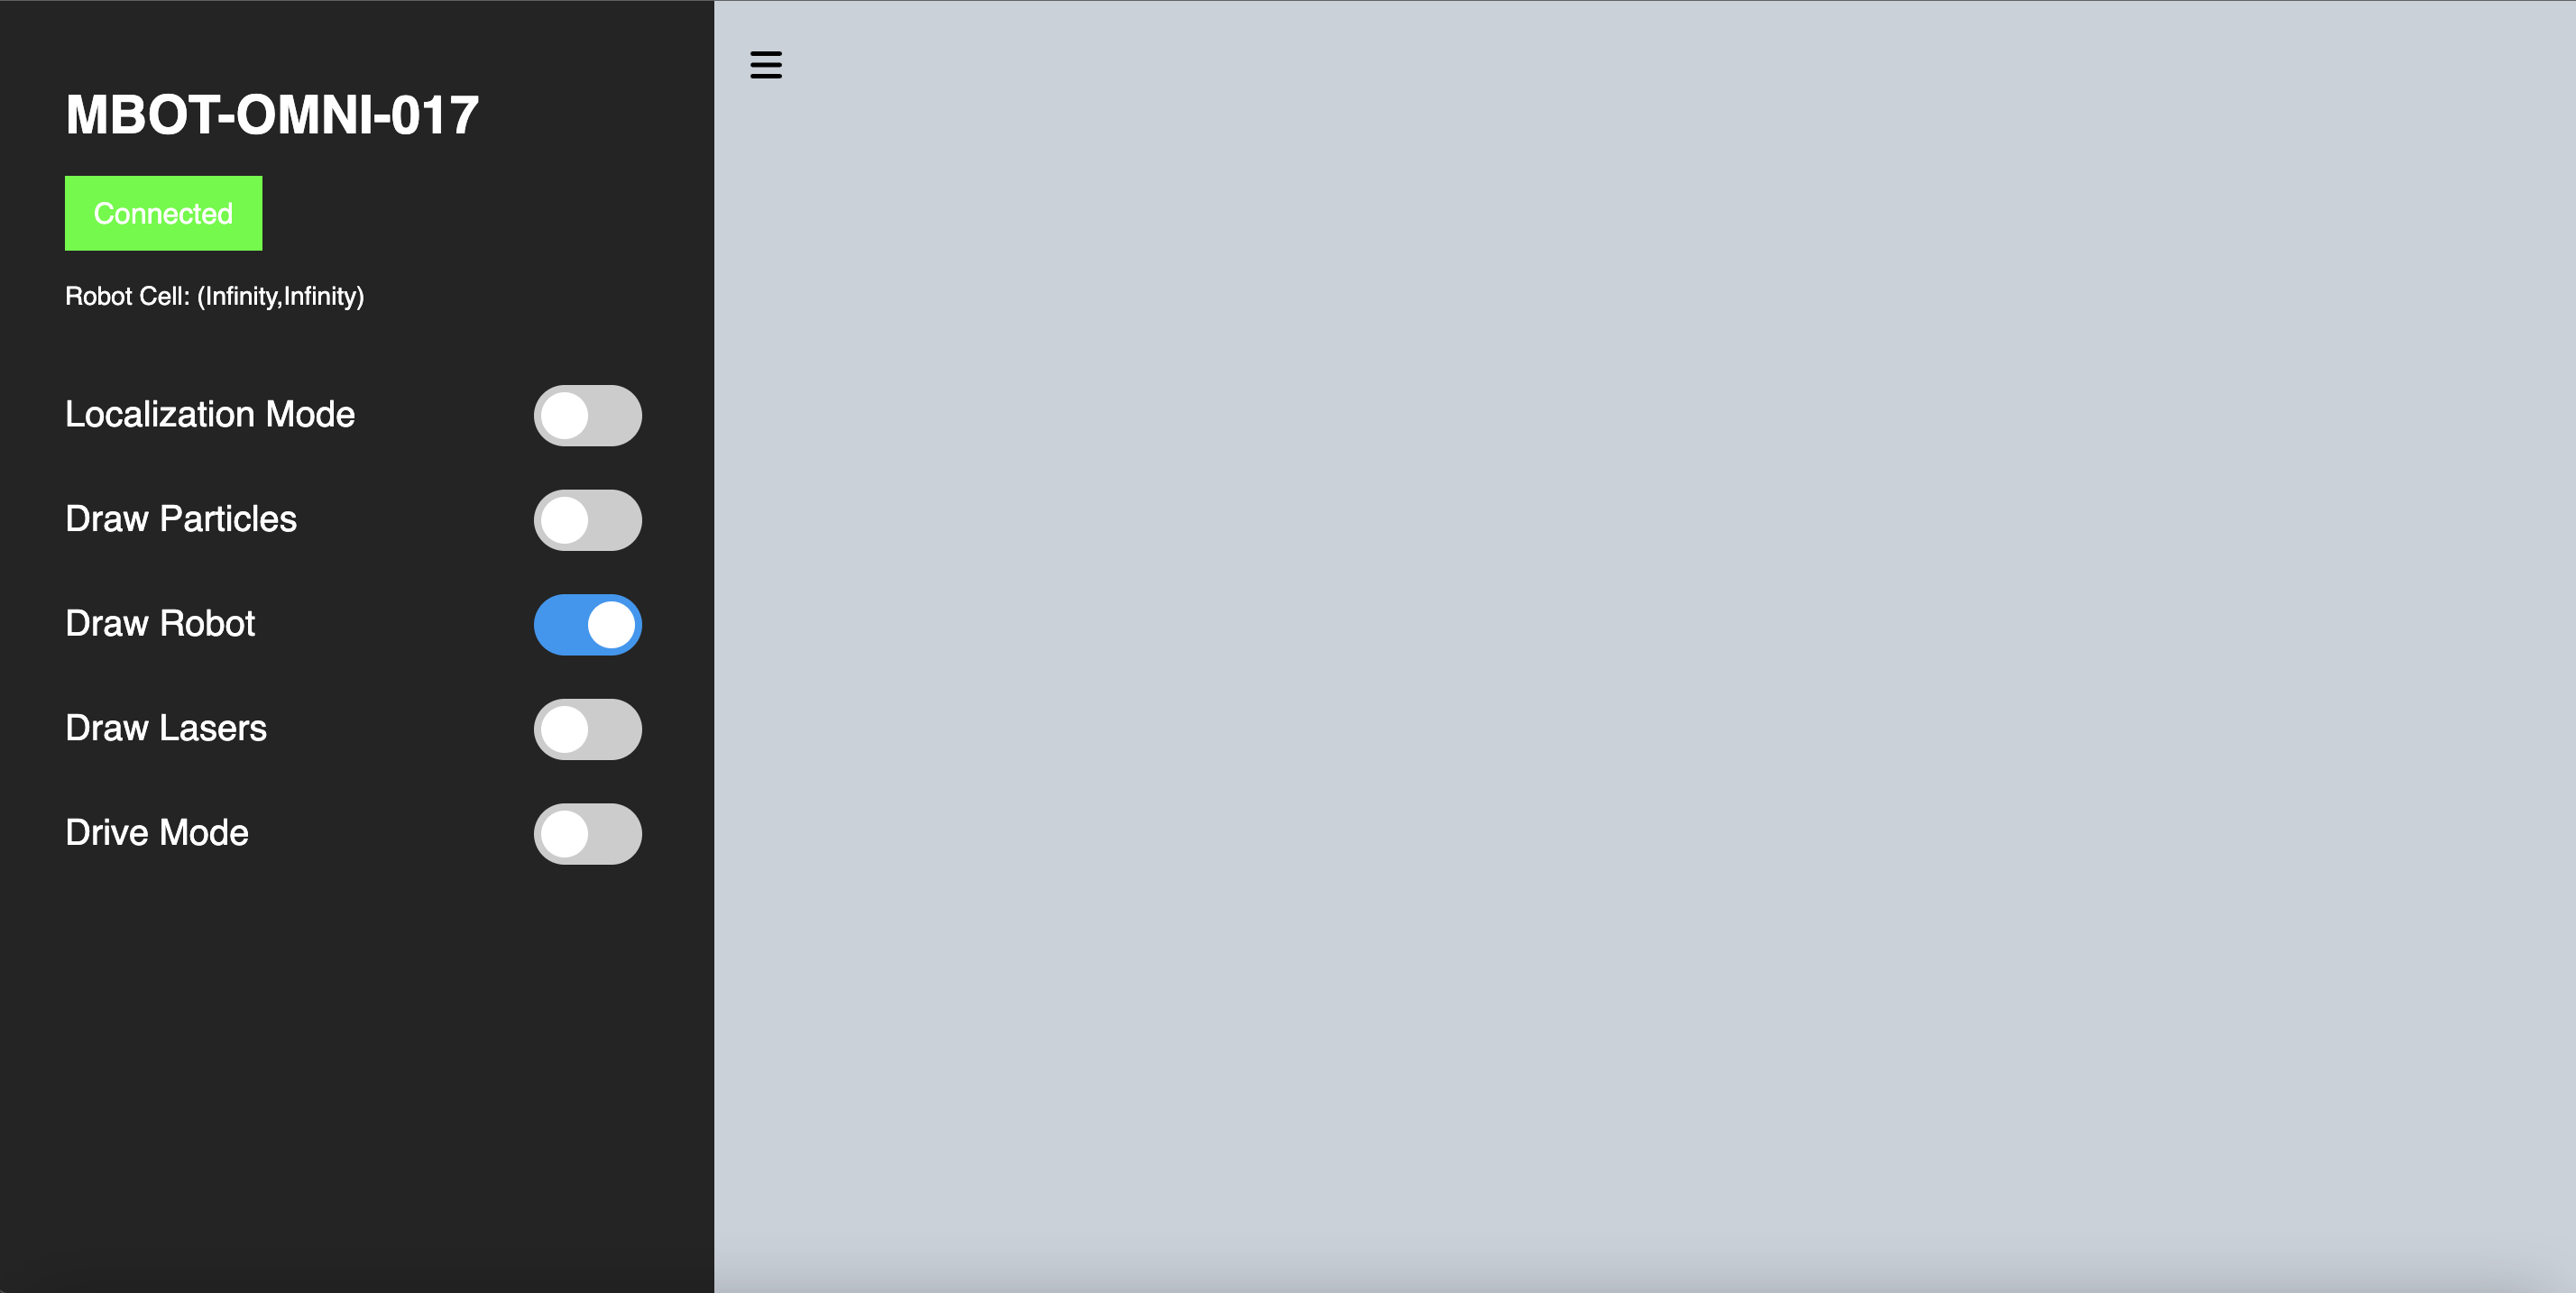 MBOT-OMNI-017
Connected
Robot Cell: (Infinity,Infinity)
Localization Mode
Draw Particles
Draw Robot
Draw Lasers
Drive Mode